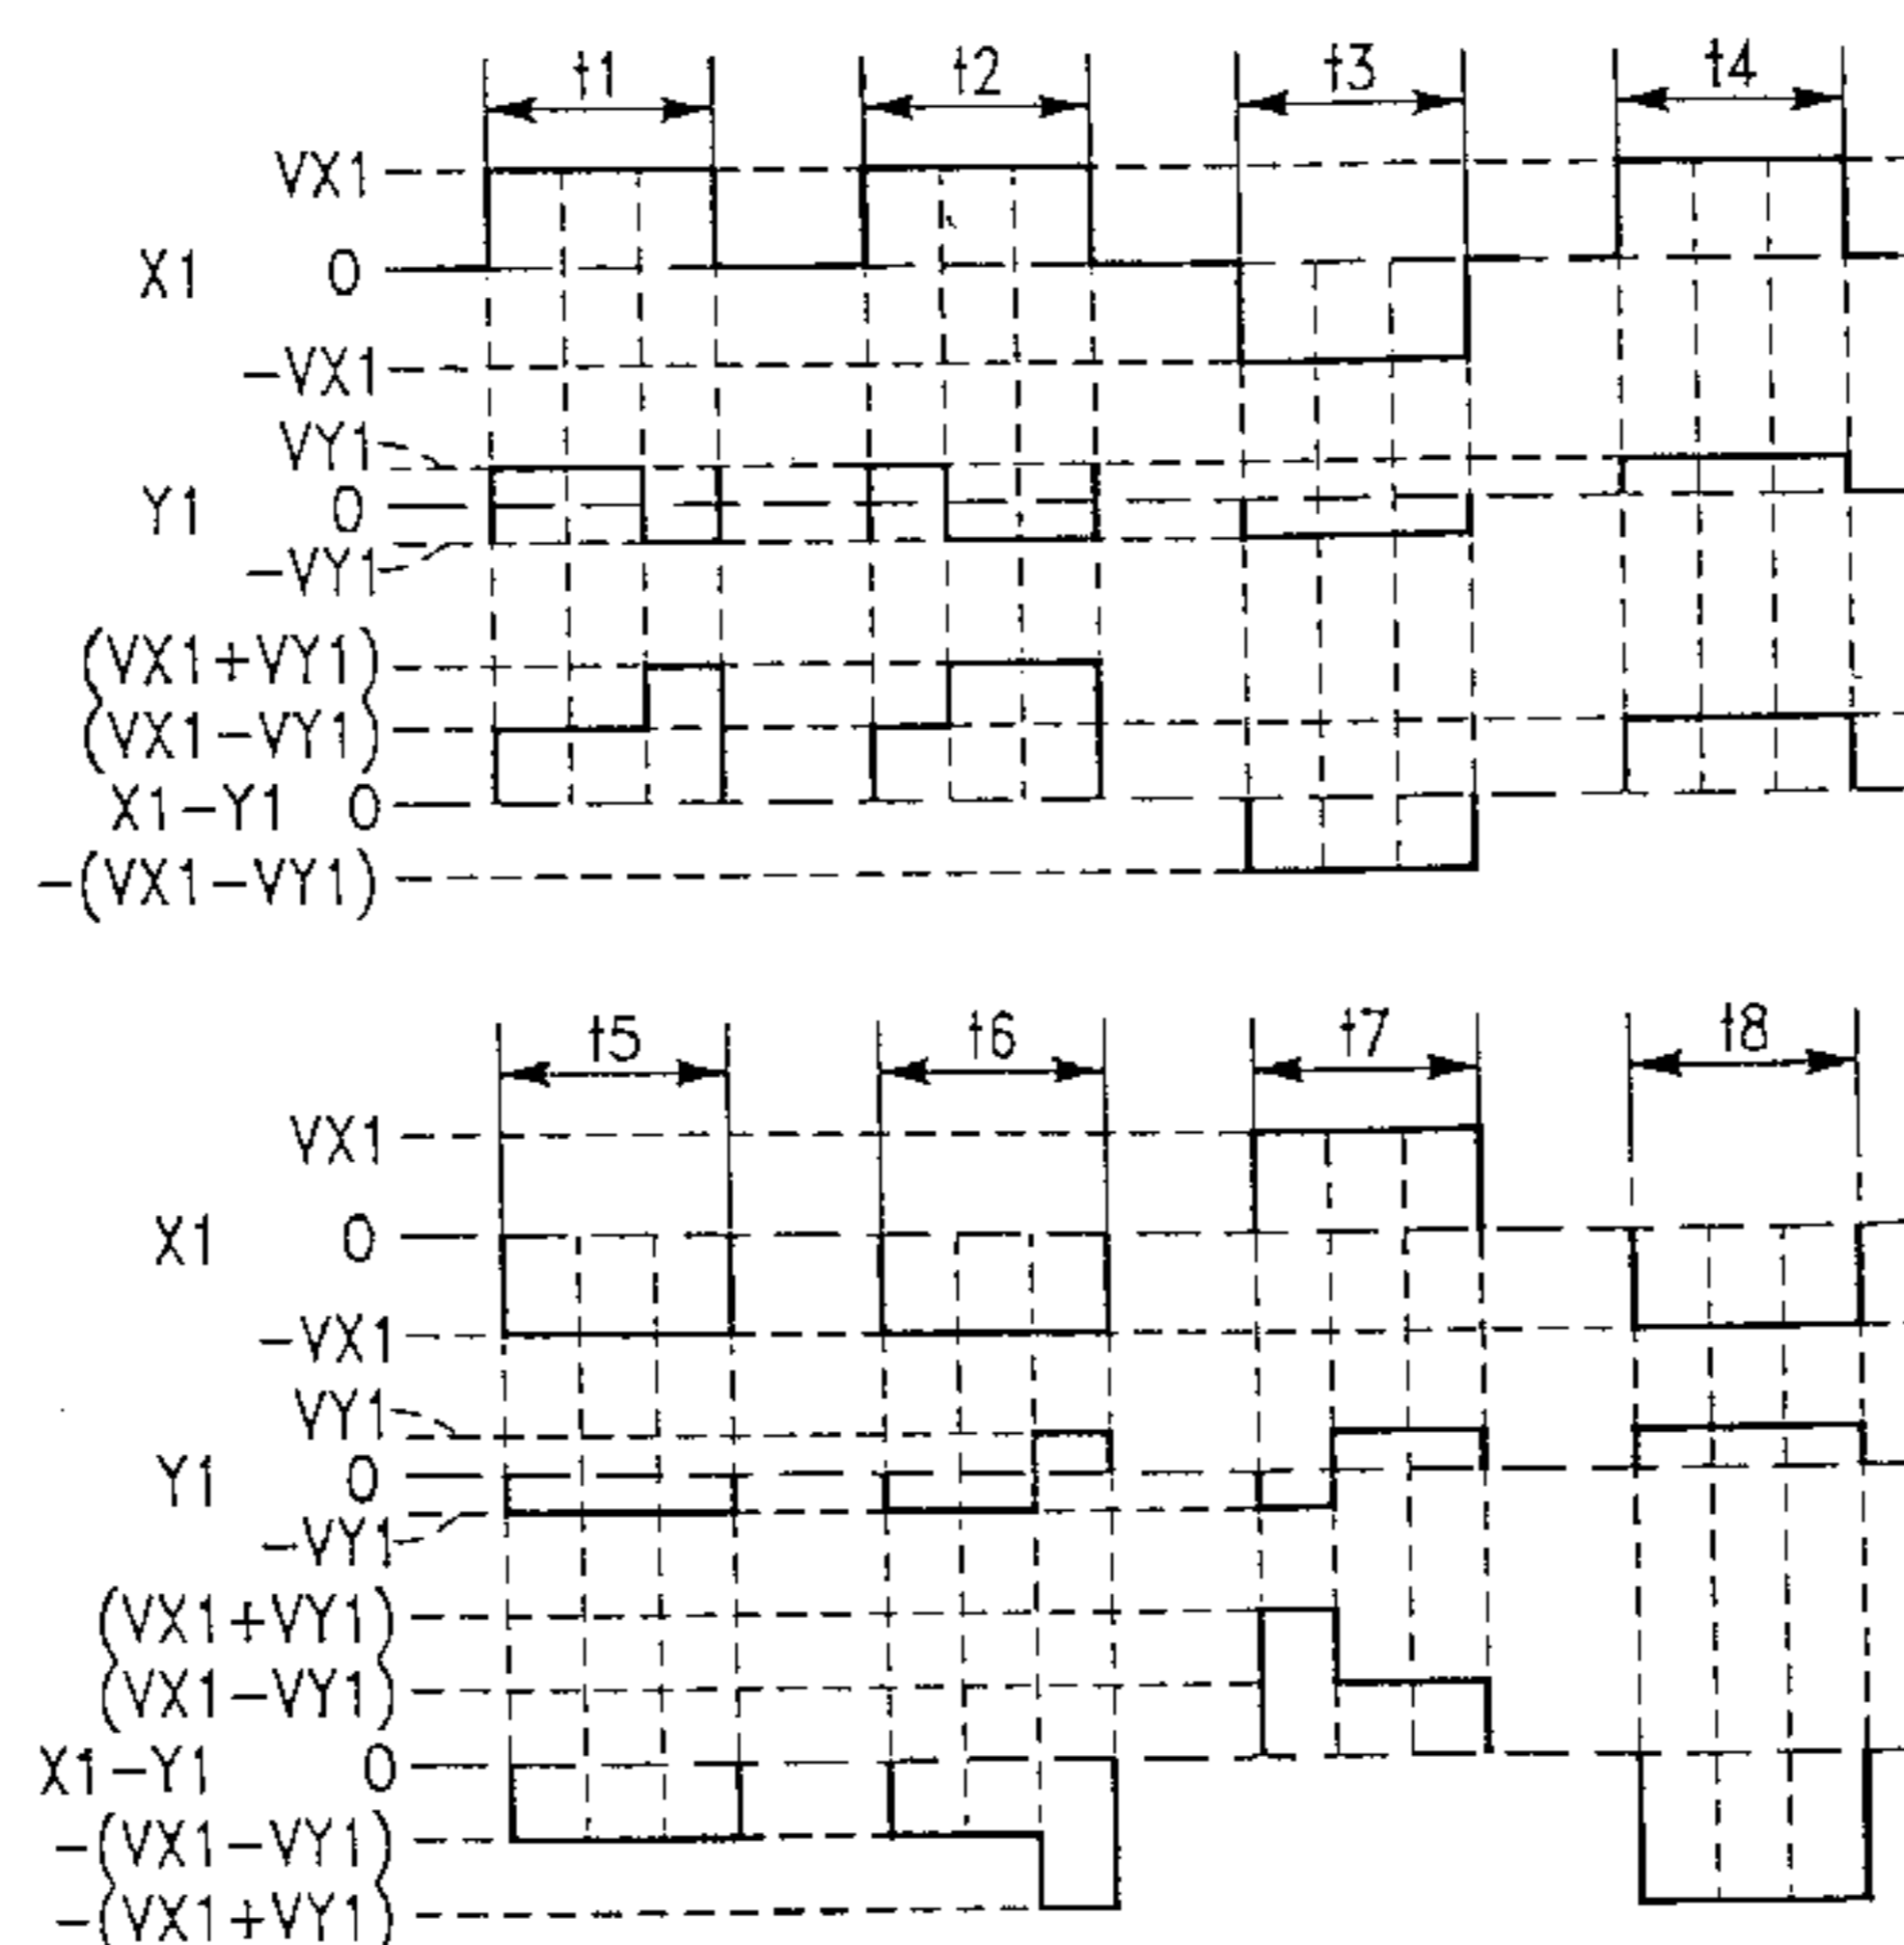 t1 t2 t3 t4
VX1
X1 0
-VX1
VY1
Y1 0
-VY1
(VX1+VY1)
(VX1-VY1)
X1-Y1 0
-(VX1-VY1)
t5 t6 t7 t8
VX1
X1 0
-VX1
VY1
Y1 0
-VY1
(VX1+VY1)
(VX1-VY1)
X1-Y1 0
-(VX1-VY1)
-(VX1+VY1)